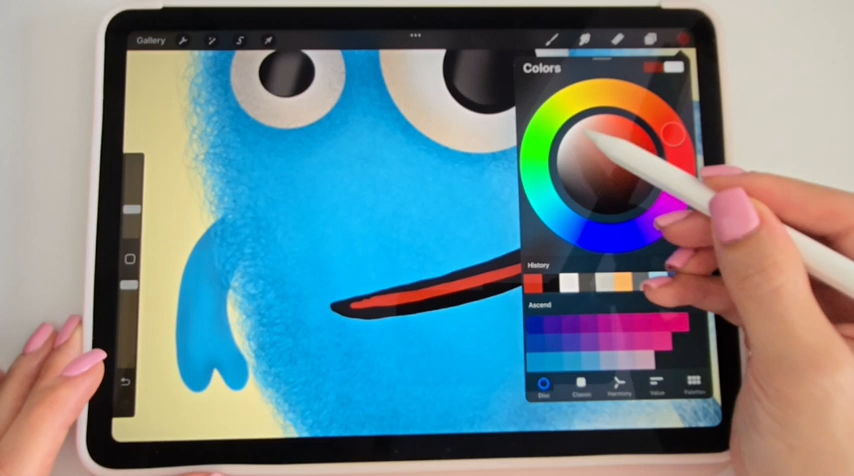 Gallery
Colors
History
Ascend
Disc Classic Harmony Value Palettes